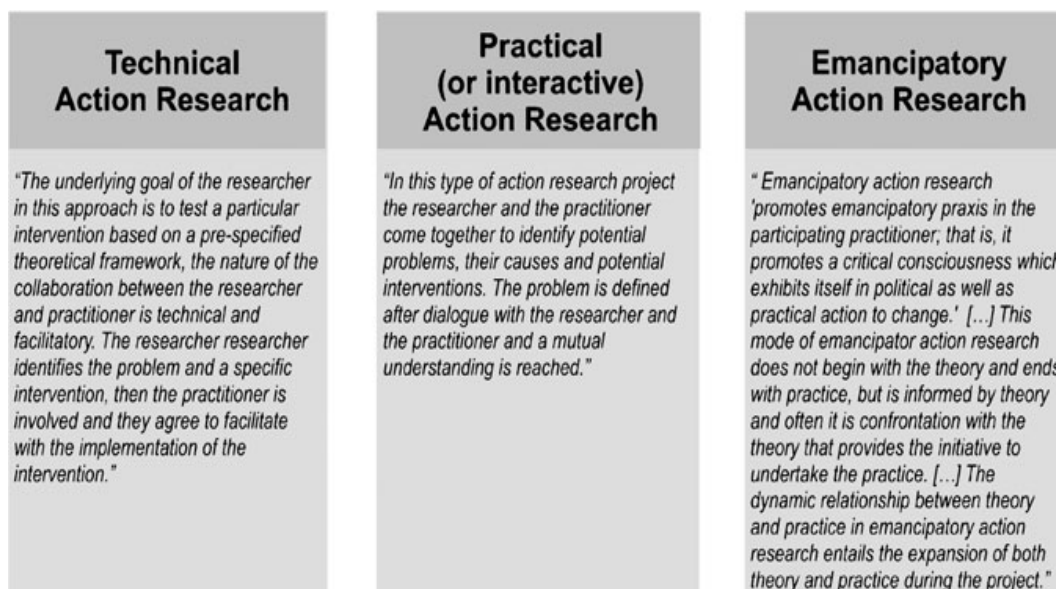 Technical
Action Research
“The underlying goal of the researcher
in this approach is to test a particular
intervention based on a pre-specified
theoretical framework, the nature of the
collaboration between the researcher
and practitioner is technical and
facilitatory. The researcher researcher
identifies the problem and a specific
intervention, then the practitioner is
involved and they agree to facilitate
with the implementation of the
intervention.”
Practical
(or interactive)
Action Research
“In this type of action research project
the researcher and the practitioner
come together to identify potential
problems, their causes and potential
interventions. The problem is defined
after dialogue with the researcher and
the practitioner and a mutual
understanding is reached.”
Emancipatory
Action Research
“ Emancipatory action research
'promotes emancipatory praxis in the
participating practitioner; that is, it
promotes a critical consciousness which
exhibits itself in political as well as
practical action to change.' [...] This
mode of emancipator action research
does not begin with the theory and ends
with practice, but is informed by theory
and often it is confrontation with the
theory that provides the initiative to
undertake the practice. [...] The
dynamic relationship between theory
and practice in emancipatory action
research entails the expansion of both
theory and practice during the project.”